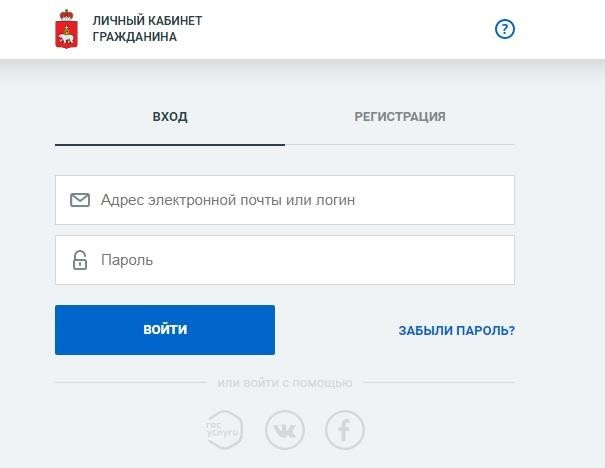 ЛИЧНЫЙ КАБИНЕТ
ГРАЖДАНИНА
?
ВХОД
РЕГИСТРАЦИЯ
Адрес электронной почты или логин
Пароль
ВОЙТИ
ЗАБЫЛИ ПАРОЛЬ?
или войти с помощью
гос
услуги